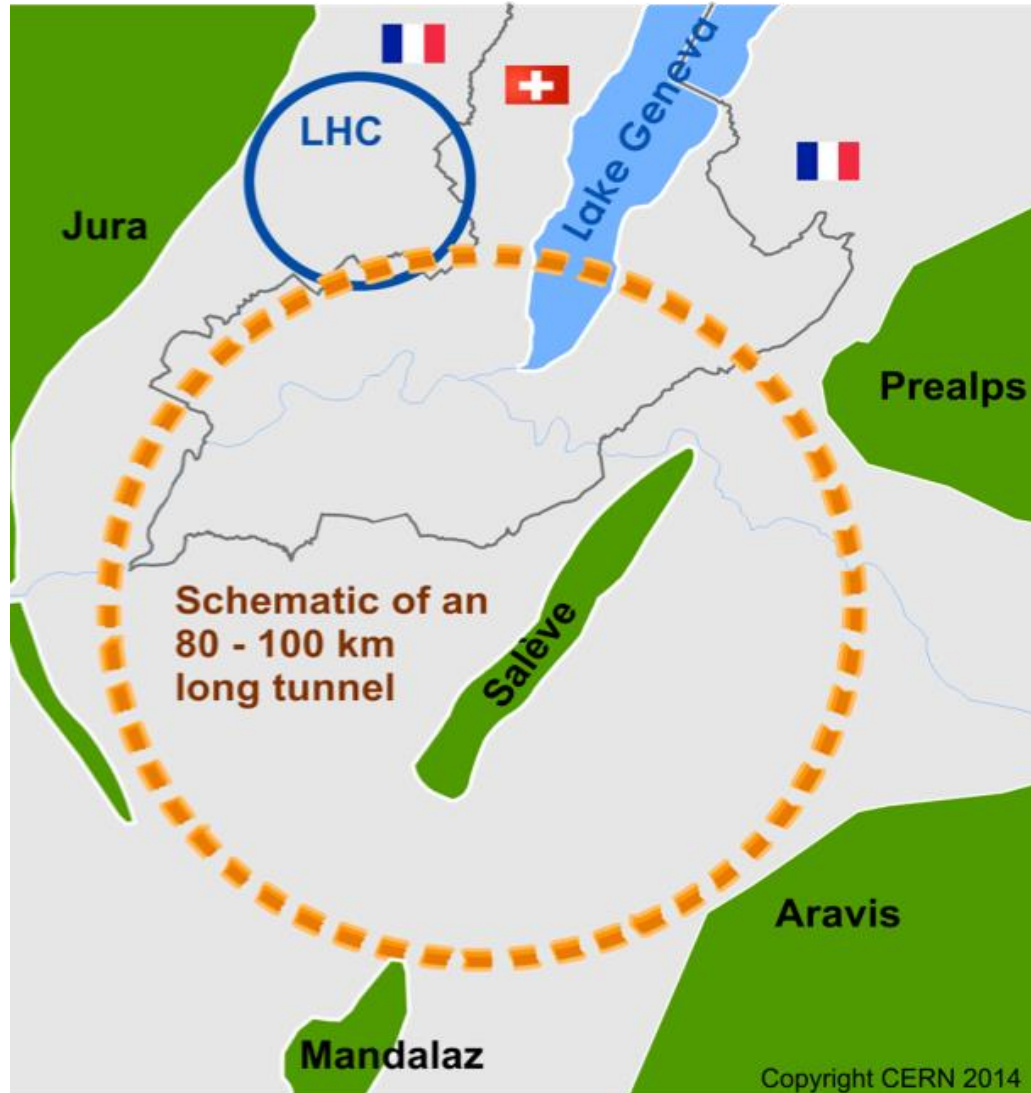 LHC
Lake Geneva
Jura
Prealps
Schematic of an
80 - 100 km
long tunnel
Salève
Aravis
Mandalaz
Copyright CERN 2014